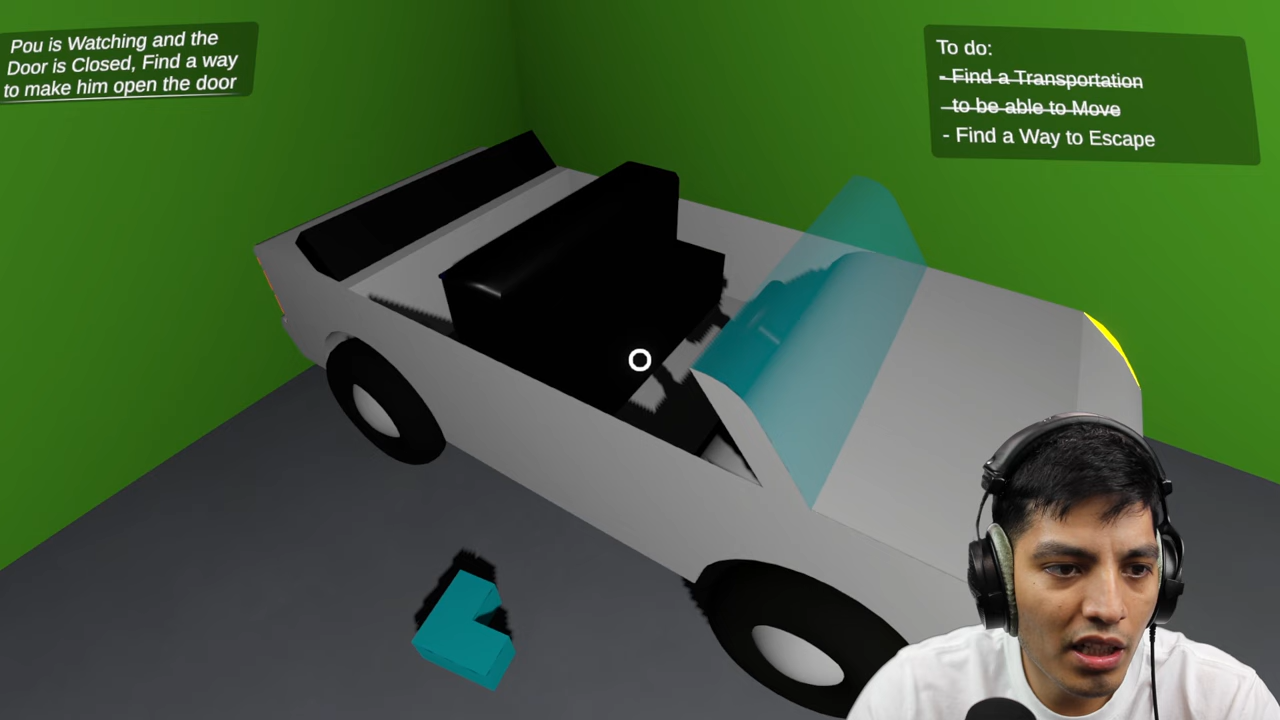 Pou is Watching and the
Door is Closed, Find a way
to make him open the door
To do:
- Find a Transportation
to be able to Move
- Find a Way to Escape